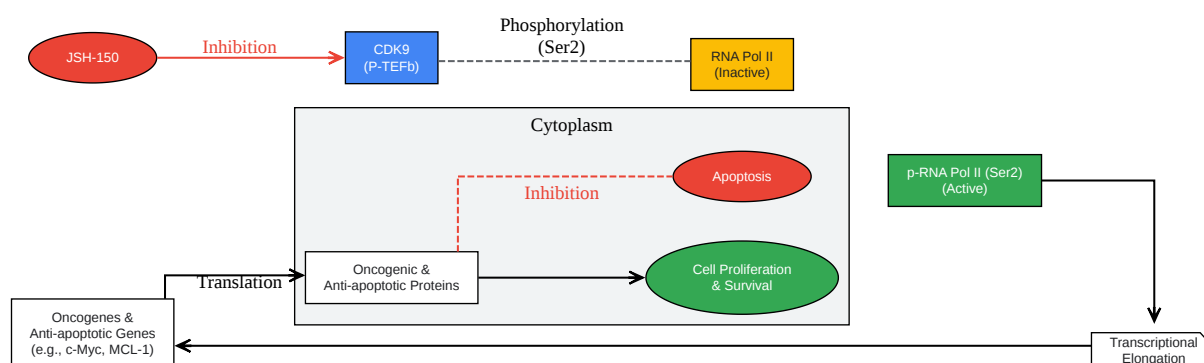 JSH-150
Inhibition
CDK9
(P-TEFb)
Phosphorylation
(Ser2)
RNA Pol II
(Inactive)
Cytoplasm
Apoptosis
Inhibition
p-RNA Pol II (Ser2)
(Active)
Oncogenic &
Anti-apoptotic Proteins
Cell Proliferation
& Survival
Translation
Oncogenes &
Anti-apoptotic Genes
(e.g., c-Myc, MCL-1)
Transcriptional
Elongation